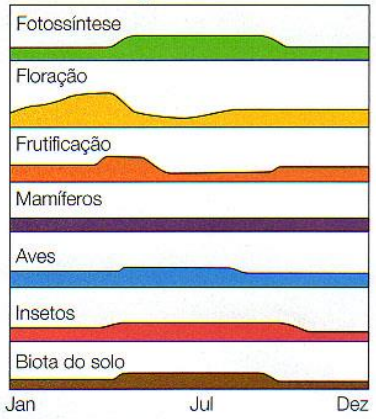 Fotossíntese
Floração
Frutificação
Mamíferos
Aves
Insetos
Biota do solo
Jan Jul Dez